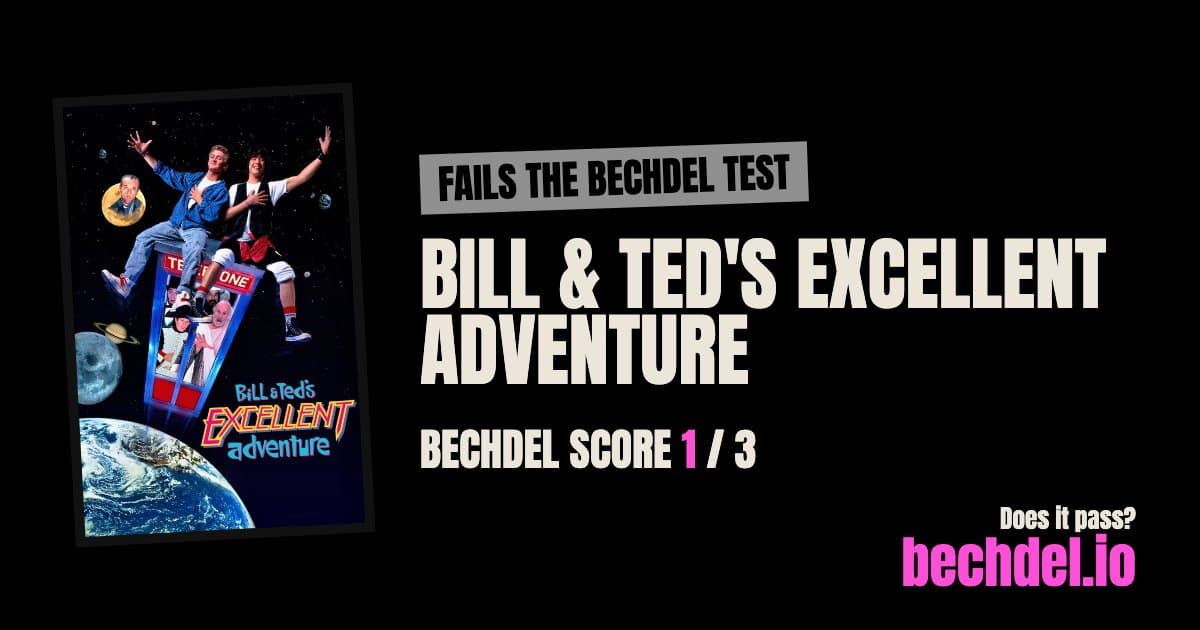 FAILS THE BECHDEL TEST
BILL & TED'S EXCELLENT
ADVENTURE
BECHDEL SCORE 1 / 3
Does it pass?
bechdel.io
ONE
Bill & Ted's
EXCELLENT
adventure